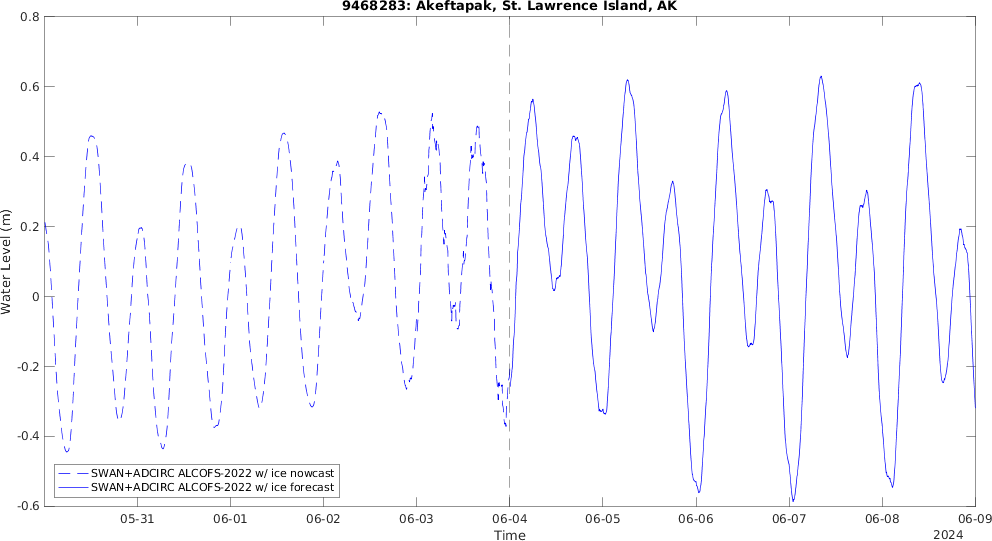 9468283: Akeftapak, St. Lawrence Island, AK
0.8
0.6
0.4
0.2
0
-0.2
-0.4
-0.6
Water Level (m)
SWAN+ADCIRC ALCOFS-2022 w/ ice nowcast
SWAN+ADCIRC ALCOFS-2022 w/ ice forecast
05-31 06-01 06-02 06-03 06-04 06-05 06-06 06-07 06-08 06-09
Time
2024